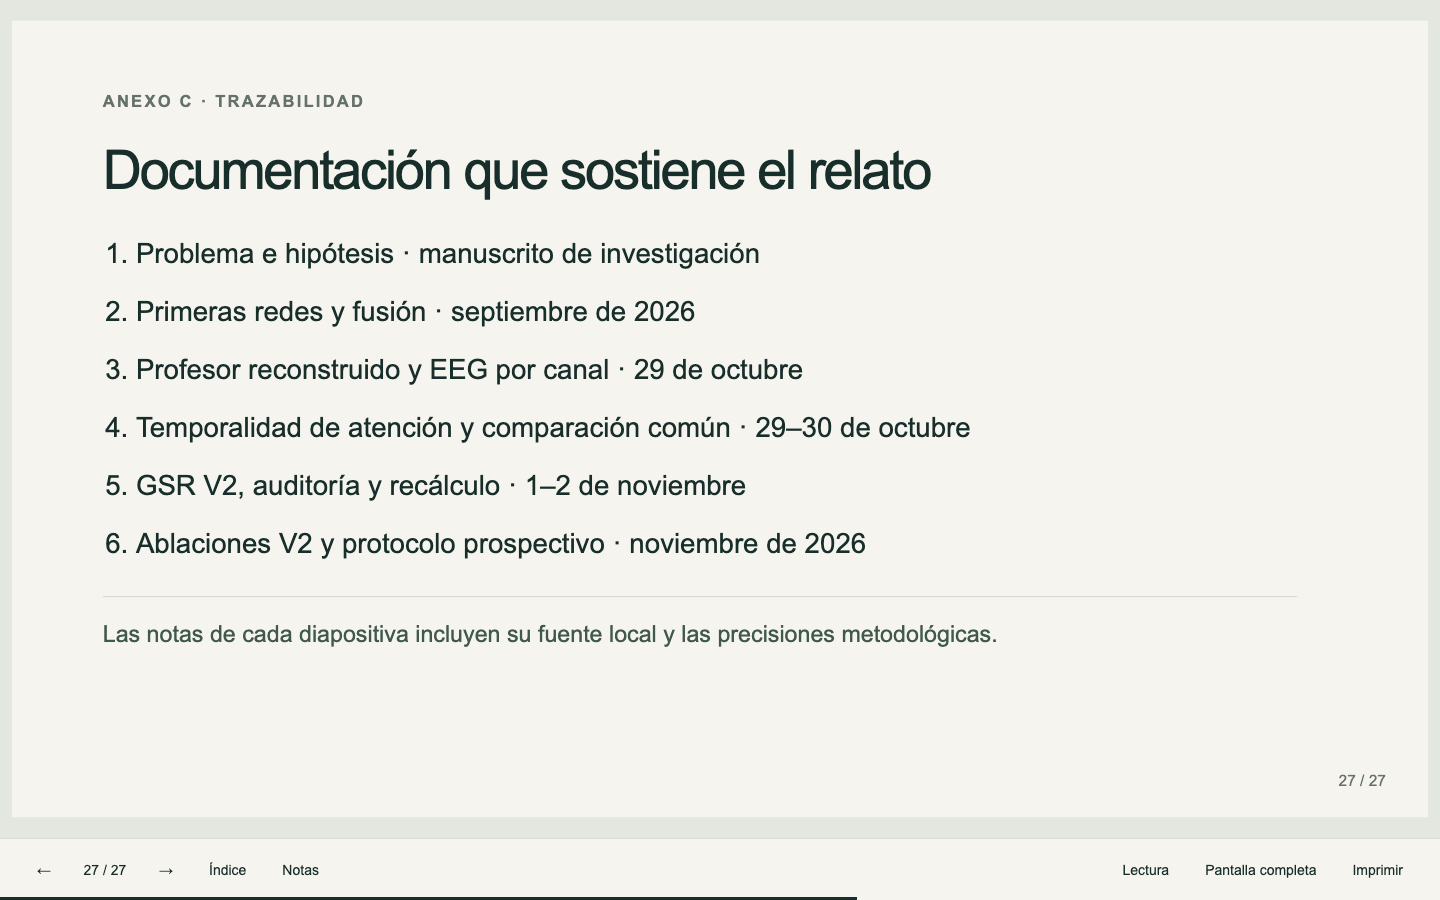 ANEXO C · TRAZABILIDAD
Documentación que sostiene el relato
1. Problema e hipótesis · manuscrito de investigación
2. Primeras redes y fusión · septiembre de 2026
3. Profesor reconstruido y EEG por canal · 29 de octubre
4. Temporalidad de atención y comparación común · 29–30 de octubre
5. GSR V2, auditoría y recálculo · 1–2 de noviembre
6. Ablaciones V2 y protocolo prospectivo · noviembre de 2026
Las notas de cada diapositiva incluyen su fuente local y las precisiones metodológicas.
27 / 27
← 27 / 27 → Índice Notas Lectura Pantalla completa Imprimir